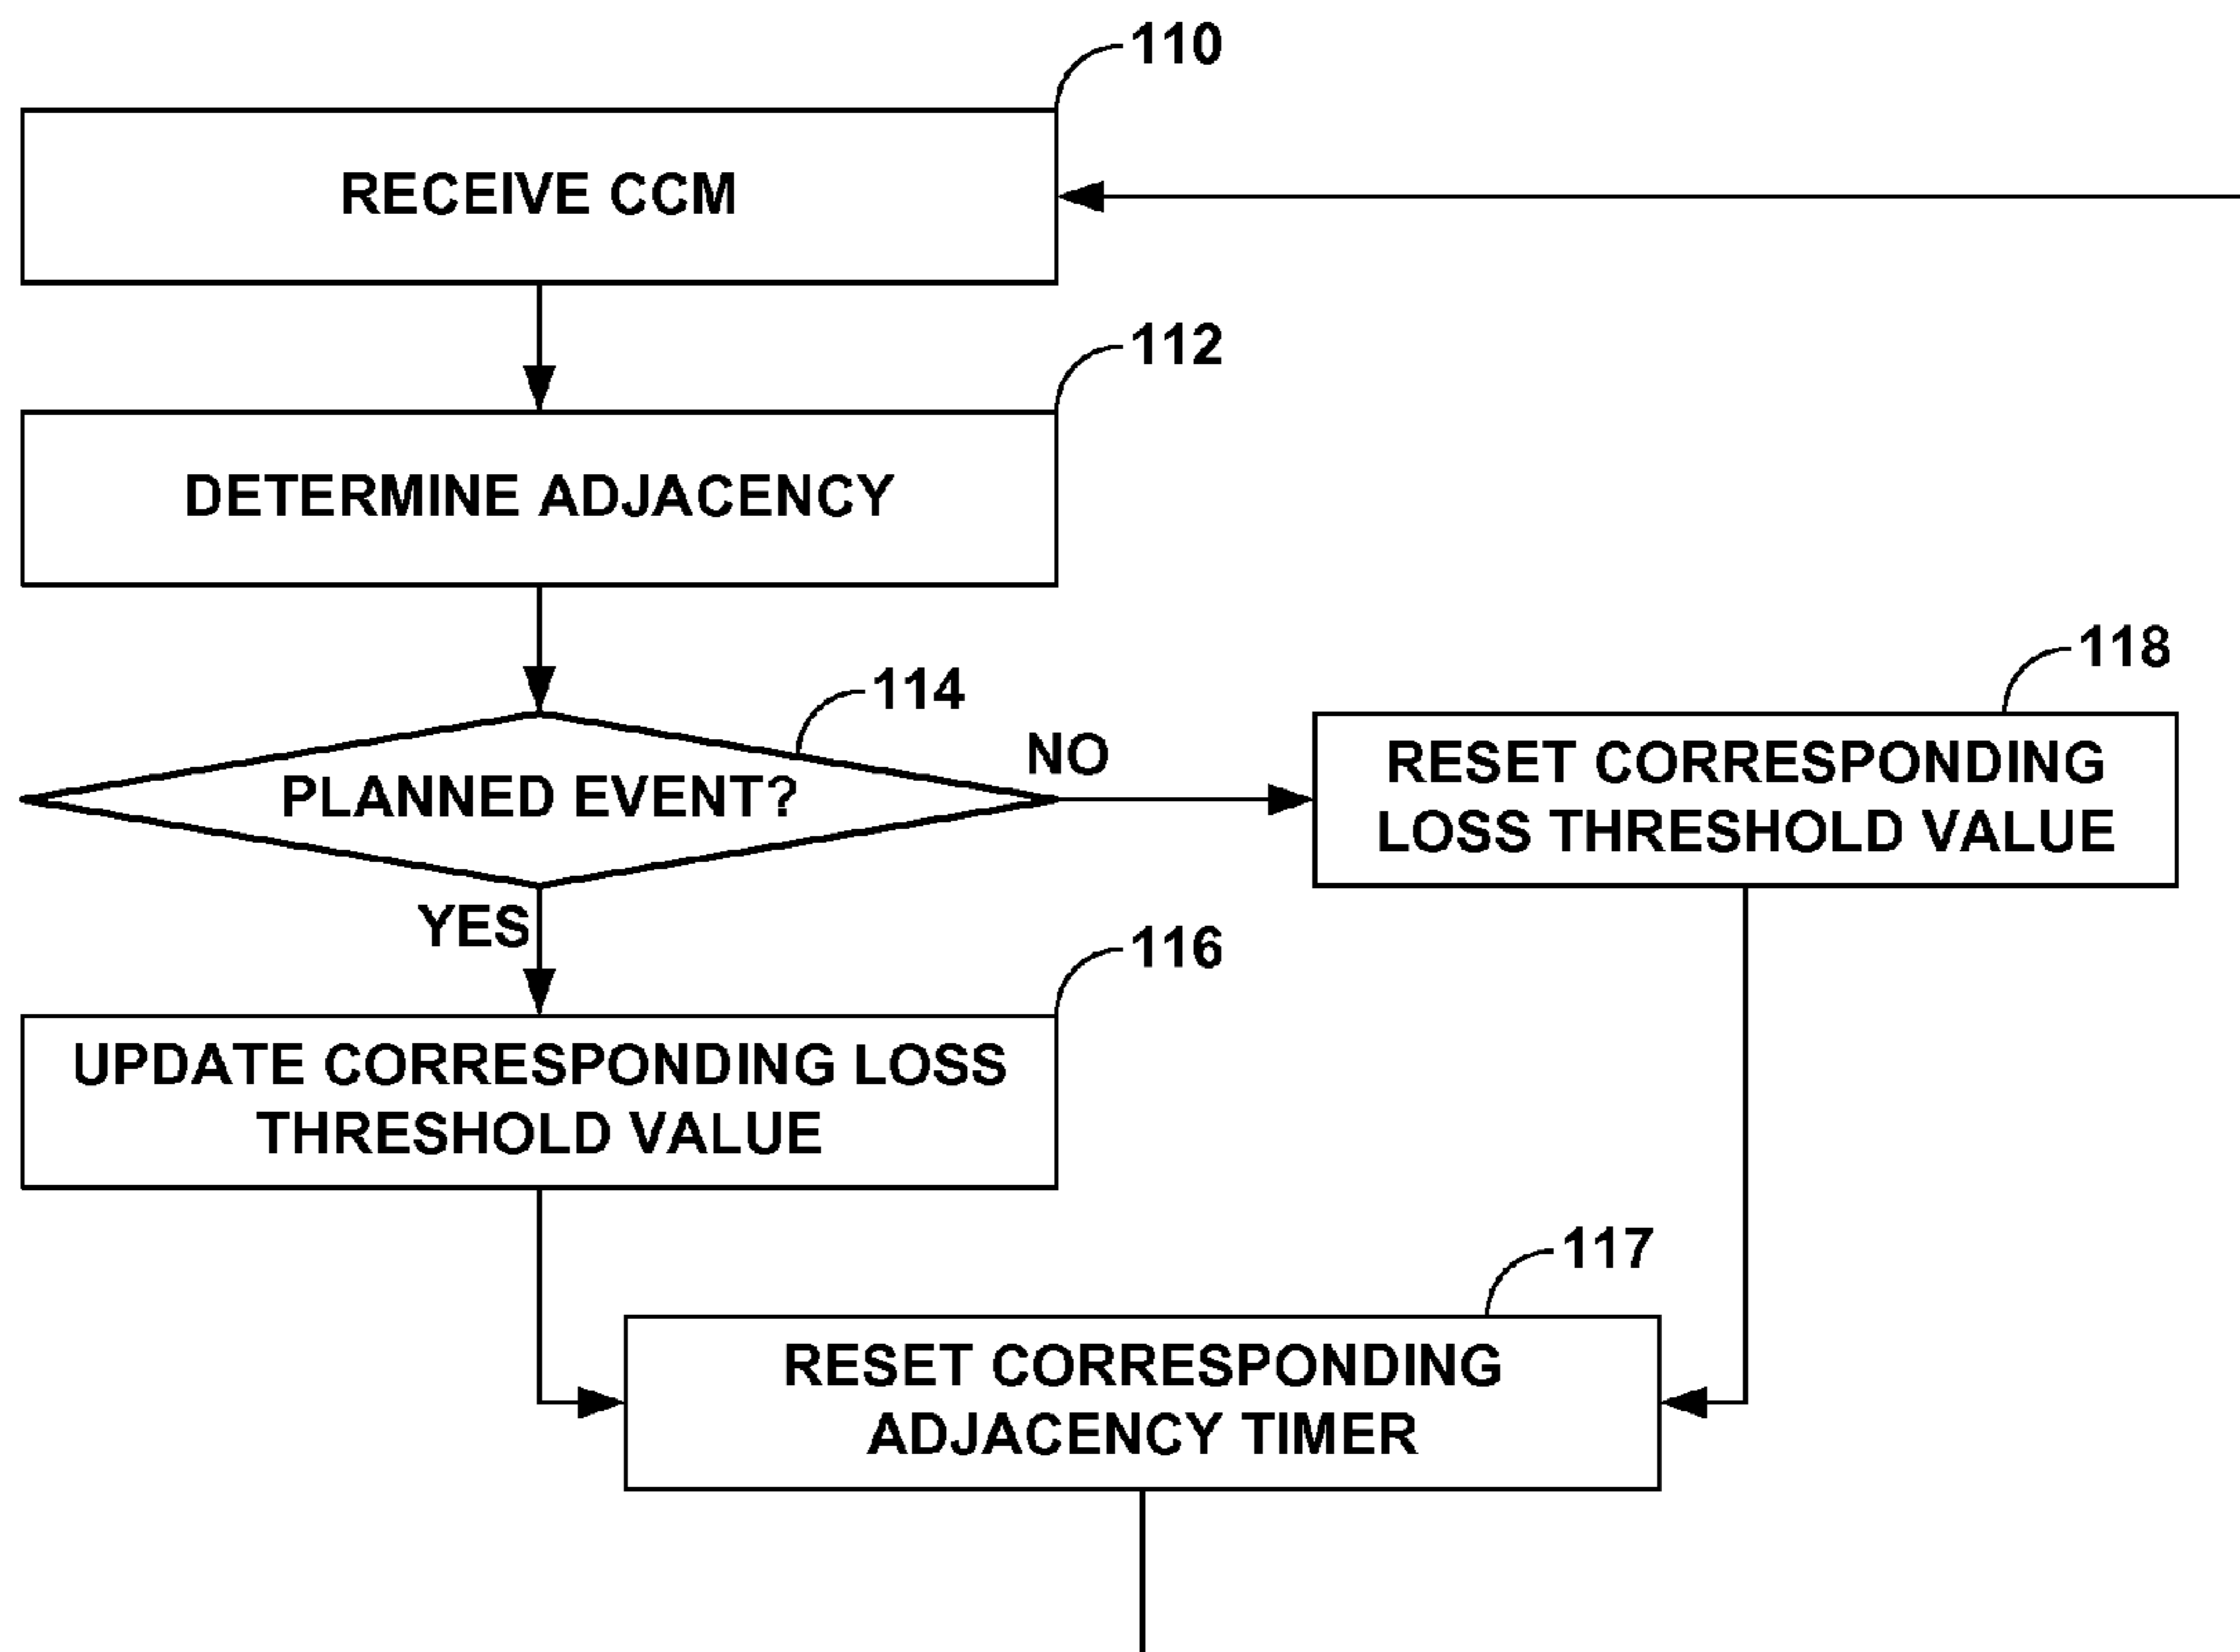 110
RECEIVE CCM
112
DETERMINE ADJACENCY
114
PLANNED EVENT?
NO
118
RESET CORRESPONDING
LOSS THRESHOLD VALUE
YES
116
UPDATE CORRESPONDING LOSS
THRESHOLD VALUE
117
RESET CORRESPONDING
ADJACENCY TIMER